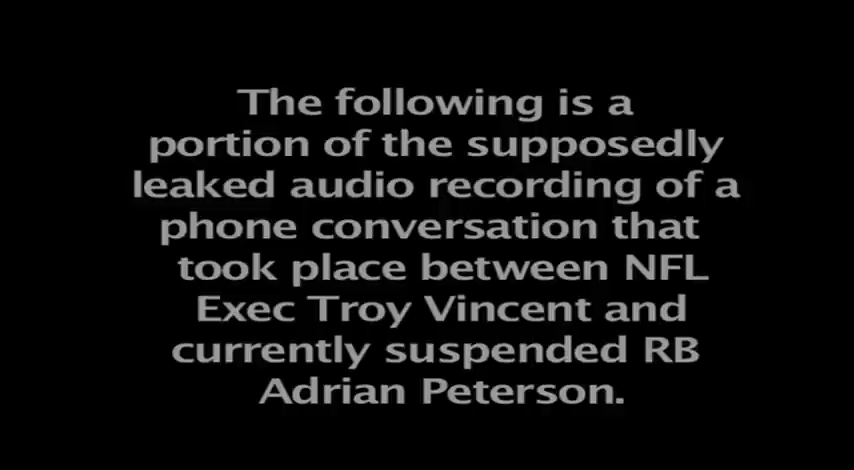 The following is a
portion of the supposedly
leaked audio recording of a
phone conversation that
took place between NFL
Exec Troy Vincent and
currently suspended RB
Adrian Peterson.